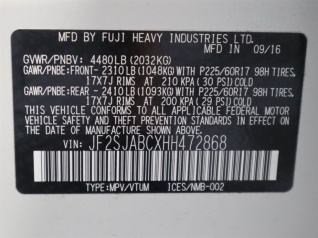 MFD BY FUJI HEAVY INDUSTRIES LTD.
MFD IN 09/16
GVWR/PNBV: 4480LB (2032KG)
GAWR/PNBE: FRONT- 2310LB (1048KG) WITH P225/60R17 98H TIRES.
17X7J RIMS. AT 210 KPA (30 PSI) COLD
GAWR/PNBE: REAR - 2410LB (1093KG) WITH P225/60R17 98H TIRES.
17X7J RIMS. AT 200 KPA (29 PSI) COLD
THIS VEHICLE CONFORMS TO ALL APPLICABLE FEDERAL MOTOR
VEHICLE SAFETY STANDARDS IN EFFECT ON THE DATE OF
MANUFACTURE SHOWN ABOVE.
VIN: JF2SJABCXHH472868
TYPE: MPV/VTUM ICES/NMB-002